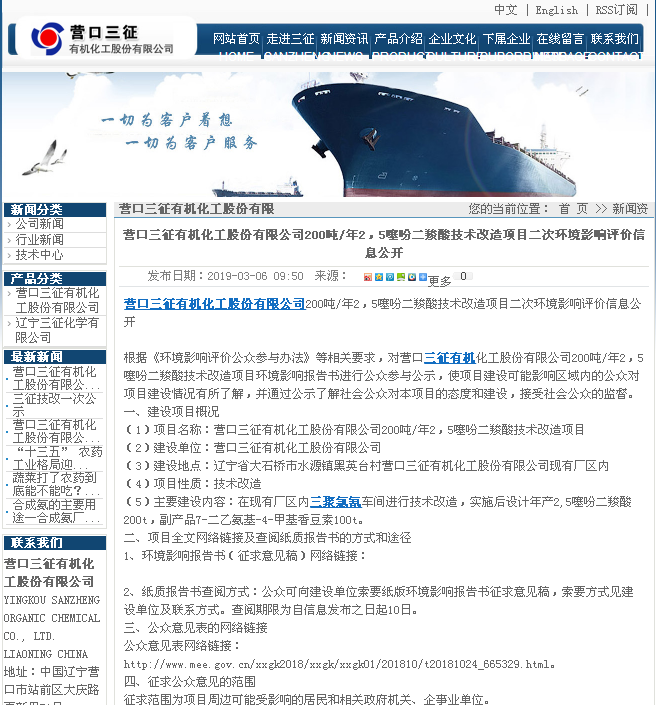 中文 | English | RSS订阅 |
营口三征
有机化工股份有限公司
网站首页 走进三征 新闻资讯 产品介绍 企业文化 下属企业 在线留言 联系我们
一切为客户着想
一切为客户服务
新闻分类
公司新闻
行业新闻
技术中心
产品分类
营口三征有机化工股份有限公司
辽宁三征化学有限公司
最新新闻
营口三征有机化工股份有限公...
三征技改一次公示
营口三征有机化工股份有限公...
“十三五” 农药工业格局迎...
蔬菜打了农药到底能不能吃？...
合成氨的主要用途一合成氨厂...
联系我们
营口三征有机化工股份有限公司
YINGKOU SANZHENG
ORGANIC CHEMICAL
CO., LTD.
LIAONING CHINA
地址：中国辽宁营
口市站前区大庆路
营口三征有机化工股份有限
您的当前位置： 首 页 >> 新闻资
营口三征有机化工股份有限公司200吨/年2，5噻吩二羧酸技术改造项目二次环境影响评价信
息公开
发布日期：2019-03-06 09:50 来源： 更多 0
营口三征有机化工股份有限公司200吨/年2，5噻吩二羧酸技术改造项目二次环境影响评价信息公
开
根据《环境影响评价公众参与办法》等相关要求，对营口三征有机化工股份有限公司200吨/年2，5
噻吩二羧酸技术改造项目环境影响报告书进行公众参与公示，使项目建设可能影响区域内的公众对
项目建设情况有所了解，并通过公示了解社会公众对本项目的态度和建设，接受社会公众的监督。
一、建设项目概况
（1）项目名称：营口三征有机化工股份有限公司200吨/年2，5噻吩二羧酸技术改造项目
（2）建设单位：营口三征有机化工股份有限公司
（3）建设地点：辽宁省大石桥市水源镇黑英台村营口三征有机化工股份有限公司现有厂区内
（4）项目性质：技术改造
（5）主要建设内容：在现有厂区内三聚氯氰车间进行技术改造，实施后设计年产2,5噻吩二羧酸
200t，副产品7-二乙氨基-4-甲基香豆素100t。
二、项目全文网络链接及查阅纸质报告书的方式和途径
1、环境影响报告书（征求意见稿）网络链接：
2、纸质报告书查阅方式：公众可向建设单位索要纸版环境影响报告书征求意见稿，索要方式见建
设单位及联系方式。查阅期限为自信息发布之日起10日。
三、公众意见表的网络链接
公众意见表网络链接：
http://www.mee.gov.cn/xxgk2018/xxgk/xxgk01/201810/t20181024_665329.html。
四、征求公众意见的范围
征求范围为项目周边可能受影响的居民和相关政府机关、企事业单位。